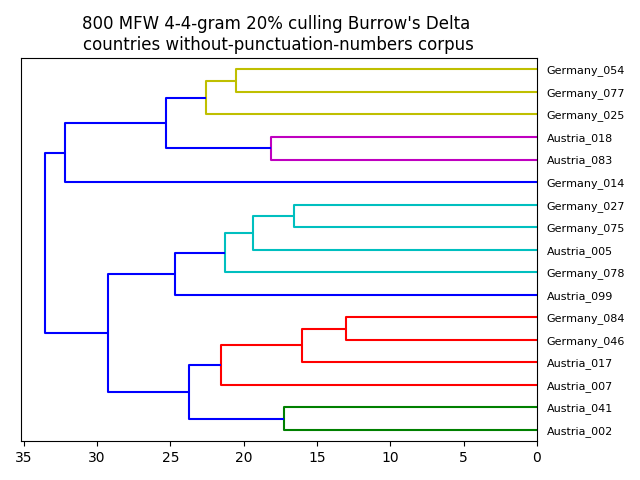 800 MFW 4-4-gram 20% culling Burrow's Delta
countries without-punctuation-numbers corpus
Germany_054
Germany_077
Germany_025
Austria_018
Austria_083
Germany_014
Germany_027
Germany_075
Austria_005
Germany_078
Austria_099
Germany_084
Germany_046
Austria_017
Austria_007
Austria_041
Austria_002
35 30 25 20 15 10 5 0